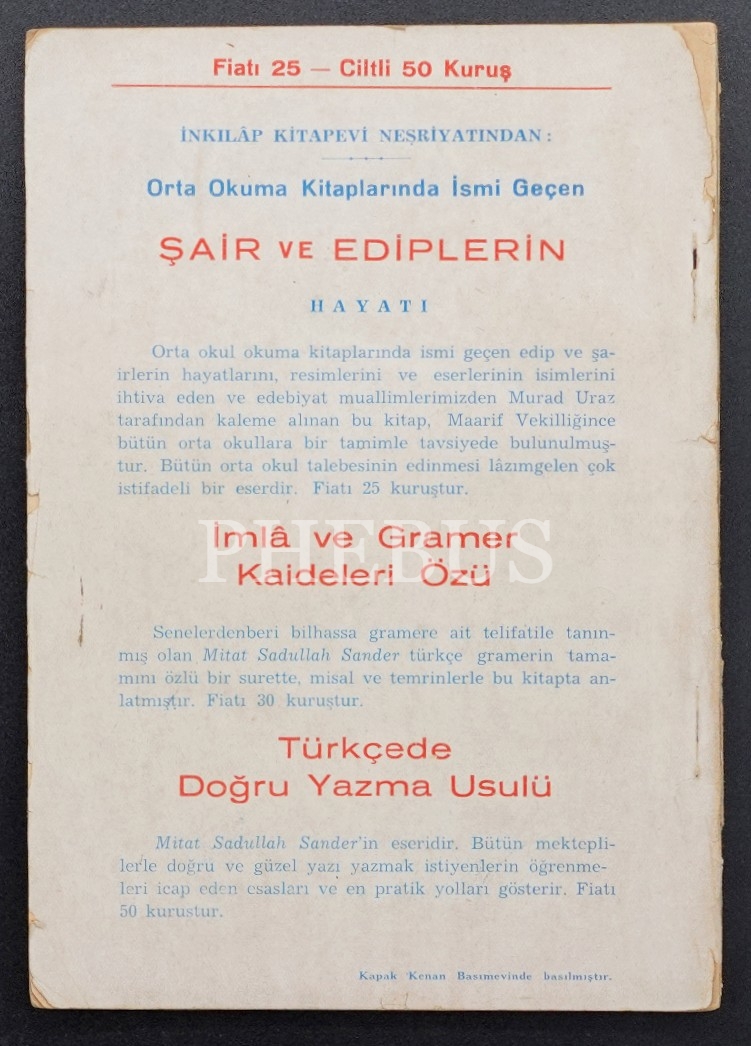 Fiatı 25 — Ciltli 50 Kuruş
İNKILÂP KİTAPEVİ NEŞRİYATINDAN:
Orta Okuma Kitaplarında İsmi Geçen
ŞAİR VE EDİPLERİN
HAYATI
Orta okul okuma kitaplarında ismi geçen edip ve şa-
irlerin hayatlarını, resimlerini ve eserlerinin isimlerini
ihtiva eden ve edebiyat muallimlerimizden Murad Uraz
tarafından kaleme alınan bu kitap, Maarif Vekilliğince
bütün orta okullara bir tamimle tavsiyede bulunulmuş-
tur. Bütün orta okul talebesinin edinmesi lâzımgelen çok
istifadeli bir eserdir. Fiatı 25 kuruştur.
PHEBUS
İmlâ ve Gramer
Kaideleri Özü
Senelerdenberi bilhassa gramere ait telifatile tanın-
mış olan Mitat Sadullah Sander türkçe gramerin tama-
mını özlü bir surette, misal ve temrinlerle bu kitapta an-
latmıştır. Fiatı 30 kuruştur.
Türkçede
Doğru Yazma Usulü
Mitat Sadullah Sander'in eseridir. Bütün mektepli-
lerle doğru ve güzel yazı yazmak istiyenlerin öğrenme-
leri icap eden esasları ve en pratik yolları gösterir. Fiatı
50 kuruştur.
Kapak Kenan Basımevinde basılmıştır.